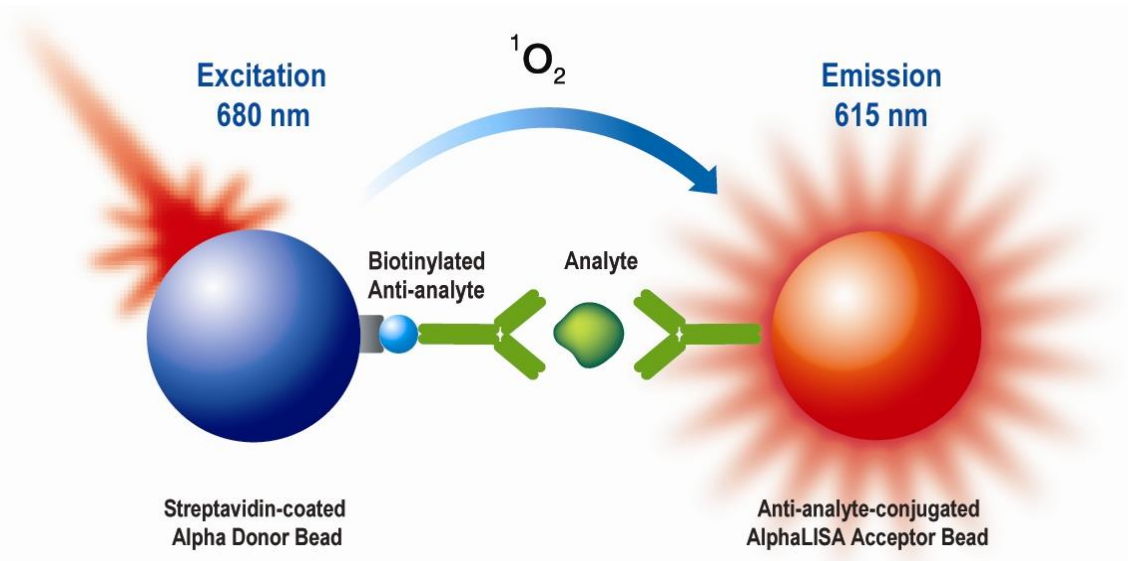 Excitation
680 nm
¹O₂
Emission
615 nm
Biotinylated
Anti-analyte
Analyte
Streptavidin-coated
Alpha Donor Bead
Anti-analyte-conjugated
AlphaLISA Acceptor Bead